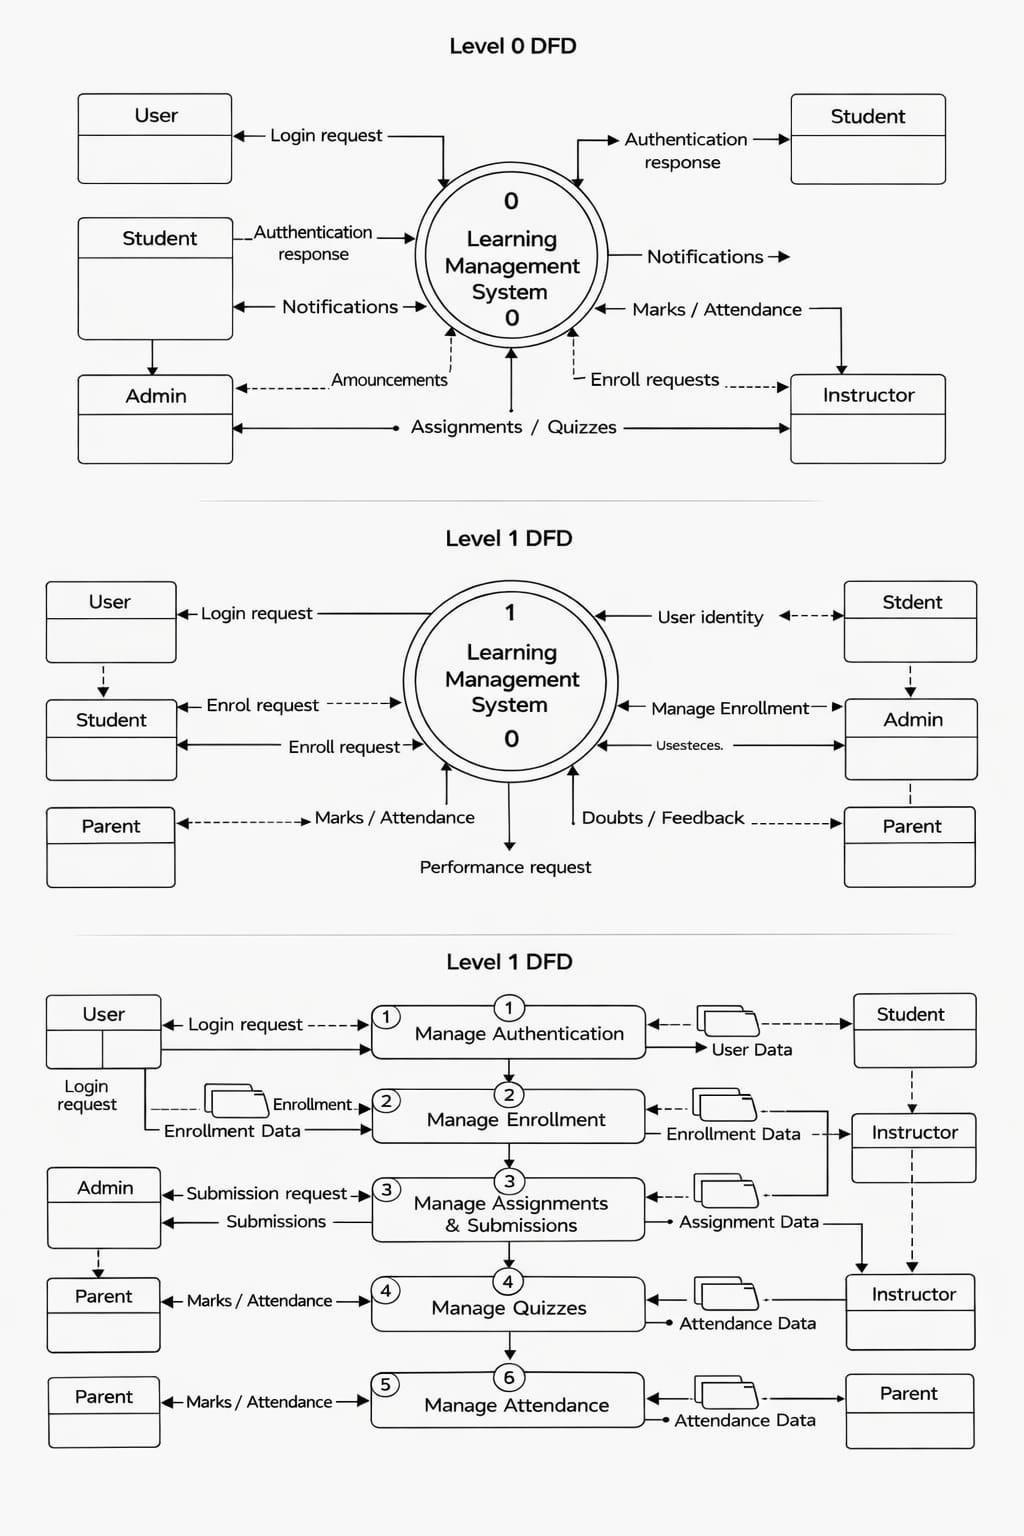 Level 0 DFD
User
Login request
Authentication
response
Student
0
Learning
Management
System
0
Student
Autthentication
response
Notifications
Notifications
Marks / Attendance
Admin
Amouncements
Enroll requests
Instructor
Assignments / Quizzes
Level 1 DFD
User
Login request
1
Learning
Management
System
0
User identity
Stdent
Student
Enrol request
Enroll request
Manage Enrollment
Usesteces.
Admin
Parent
Marks / Attendance
Doubts / Feedback
Parent
Performance request
Level 1 DFD
User
Login request
1
1
Manage Authentication
User Data
Student
Login
request
Enrollment
Enrollment Data
2
2
Manage Enrollment
Enrollment Data
Instructor
Admin
Submission request
Submissions
3
3
Manage Assignments
& Submissions
Assignment Data
Parent
Marks / Attendance
4
4
Manage Quizzes
Attendance Data
Instructor
Parent
Marks / Attendance
5
6
Manage Attendance
Attendance Data
Parent